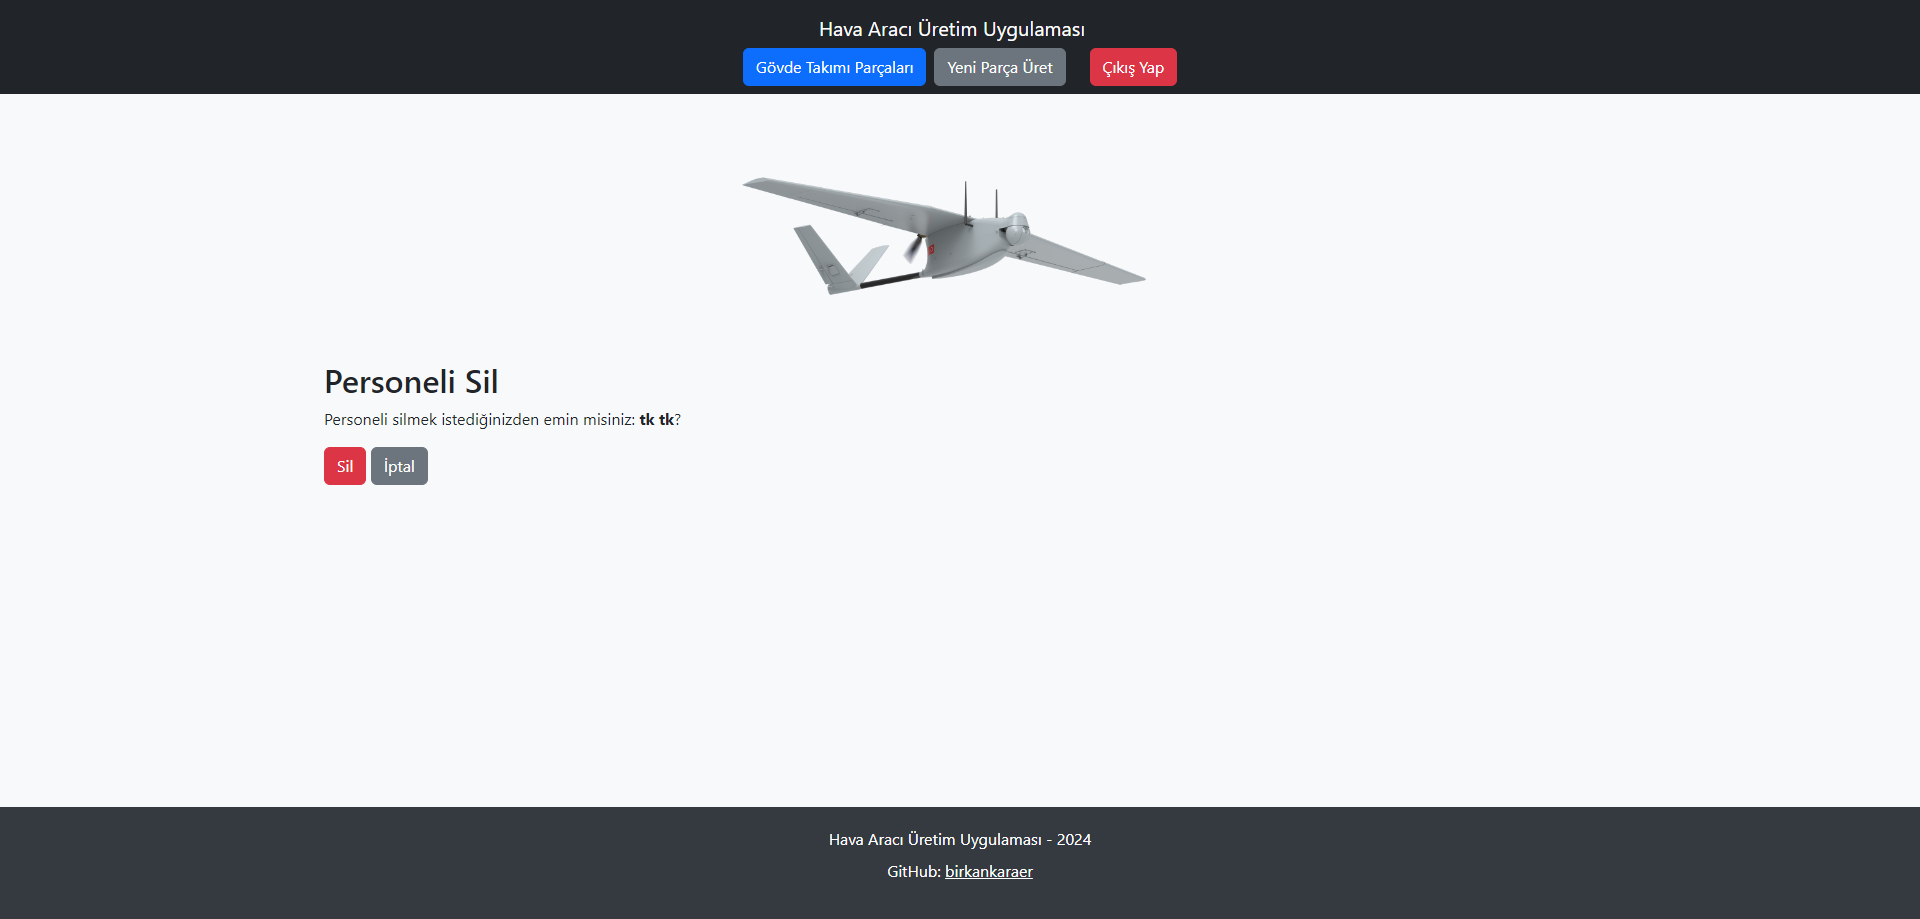 Hava Aracı Üretim Uygulaması
Gövde Takımı Parçaları Yeni Parça Üret Çıkış Yap
Personeli Sil
Personeli silmek istediğinizden emin misiniz: tk tk?
Sil İptal
Hava Aracı Üretim Uygulaması - 2024
GitHub: birkankaraer